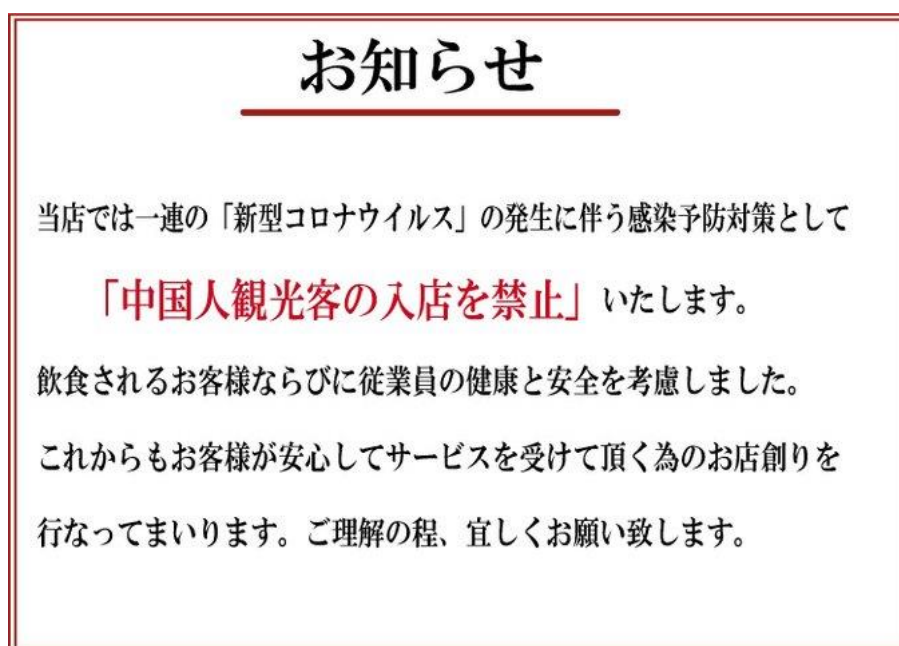 お知らせ
当店では一連の「新型コロナウイルス」の発生に伴う感染予防対策として
「中国人観光客の入店を禁止」いたします。
飲食されるお客様ならびに従業員の健康と安全を考慮しました。
これからもお客様が安心してサービスを受けて頂く為のお店創りを
行なってまいります。ご理解の程、宜しくお願い致します。